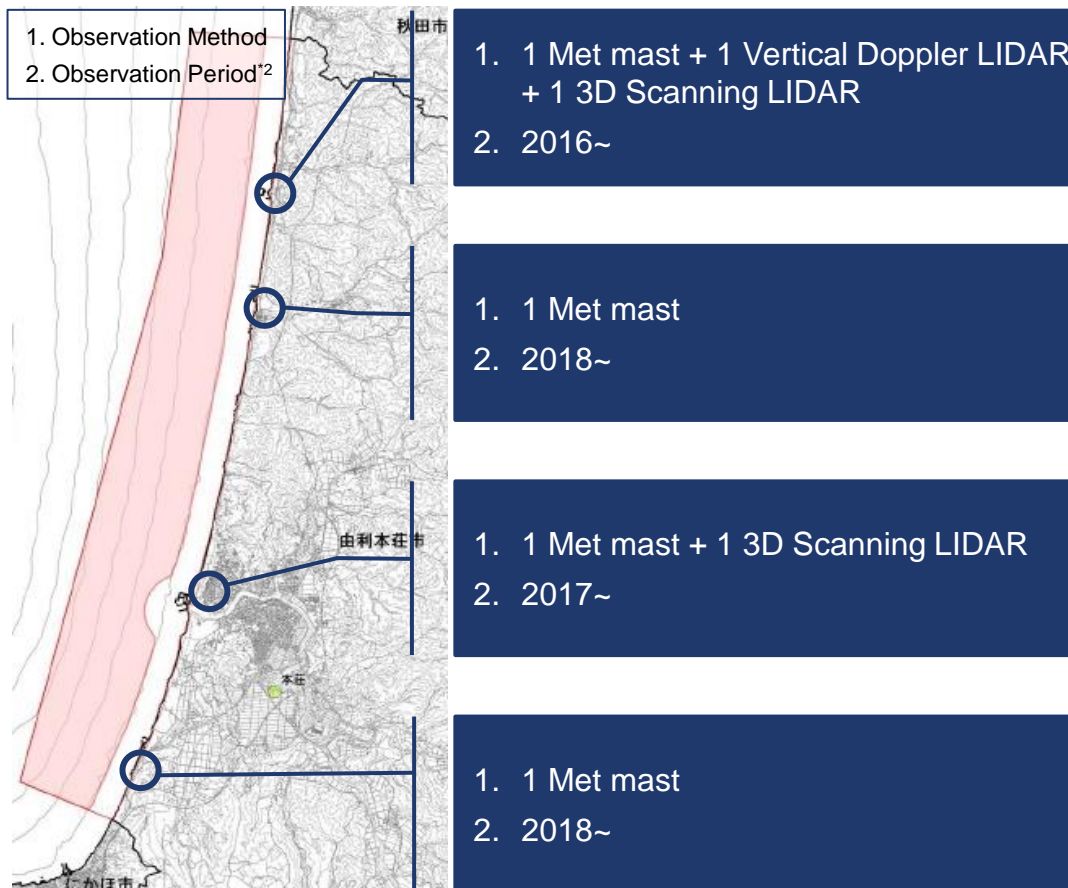 1. Observation Method
2. Observation Period*2
秋田市
1. 1 Met mast + 1 Vertical Doppler LIDAR
+ 1 3D Scanning LIDAR
2. 2016~
1. 1 Met mast
2. 2018~
由利本荘市
1. 1 Met mast + 1 3D Scanning LIDAR
2. 2017~
本荘
1. 1 Met mast
2. 2018~
にかほ市